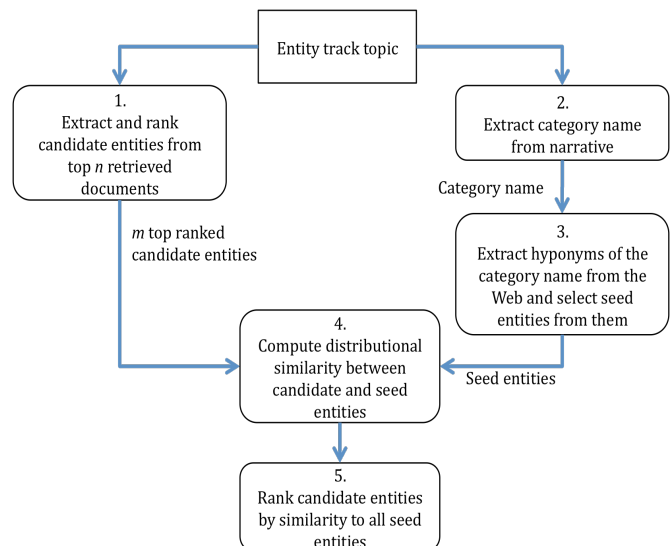 Entity track topic
1.
Extract and rank
candidate entities from
top n retrieved
documents
2.
Extract category name
from narrative
Category name
m top ranked
candidate entities
3.
Extract hyponyms of the
category name from the
Web and select seed
entities from them
4.
Compute distributional
similarity between
candidate and seed
entities
Seed entities
5.
Rank candidate entities
by similarity to all seed
entities